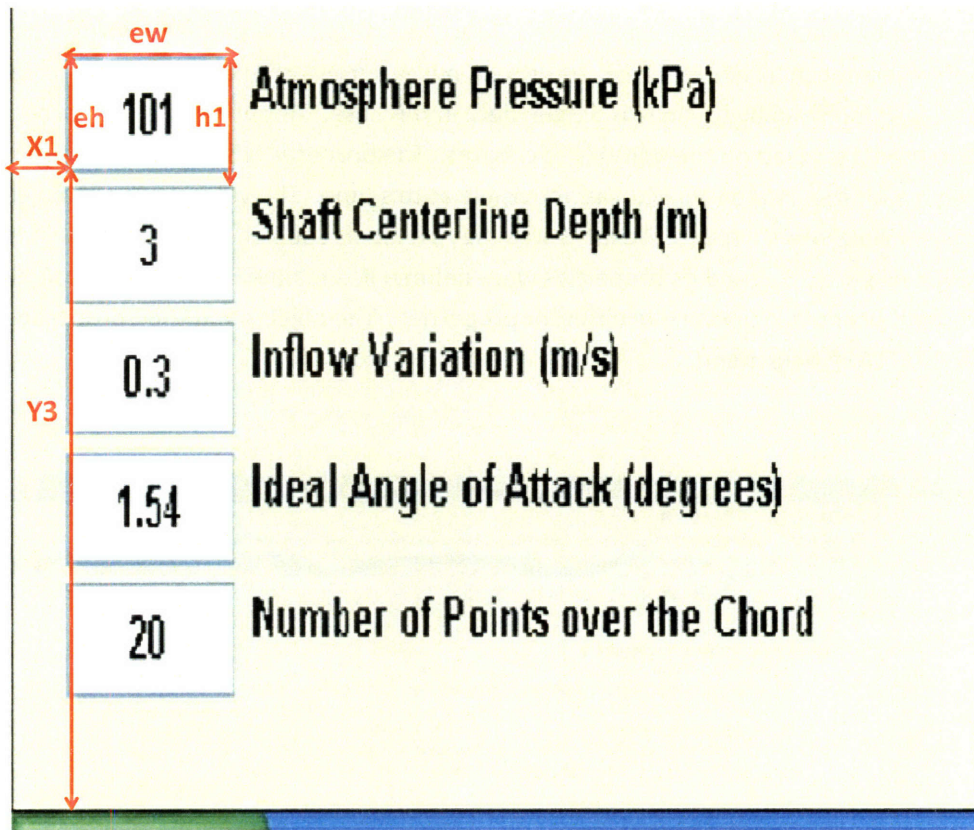 ew
eh 101 h1 Atmosphere Pressure (kPa)
X1
3 Shaft Centerline Depth (m)
0.3 Inflow Variation (m/s)
Y3
1.54 Ideal Angle of Attack (degrees)
20 Number of Points over the Chord